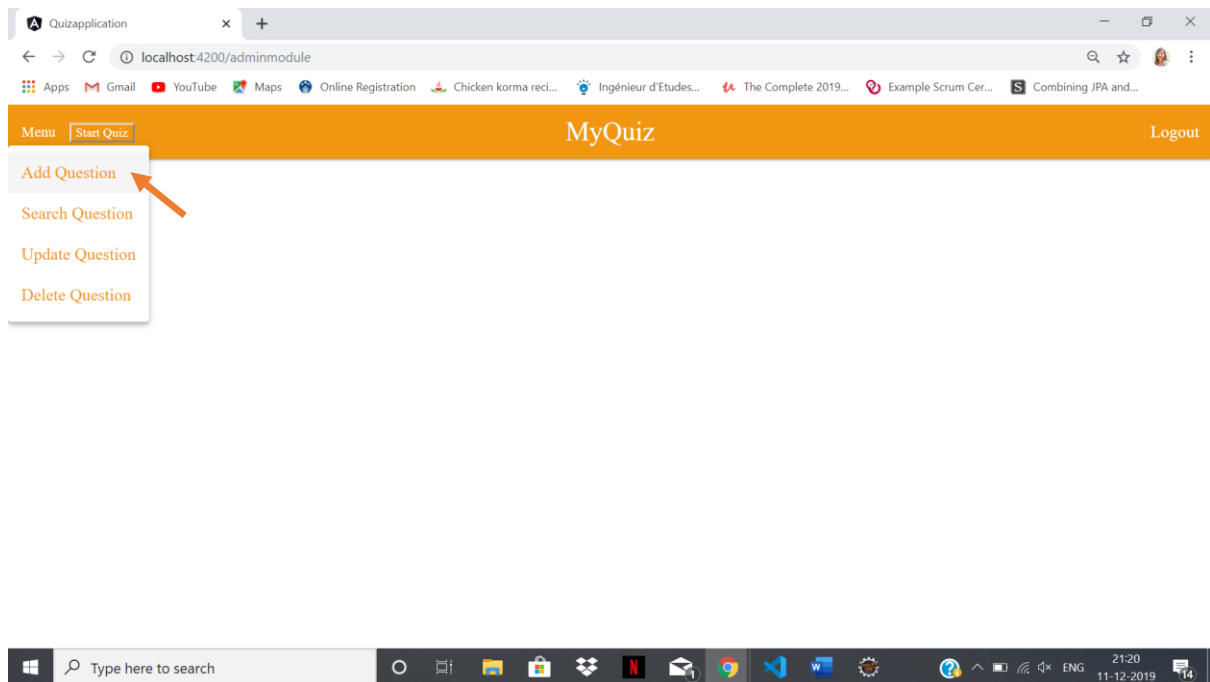 Quizapplication
localhost:4200/adminmodule
Apps Gmail YouTube Maps Online Registration Chicken korma reci... Ingénieur d'Etudes... The Complete 2019... Example Scrum Cer... S Combining JPA and...
Menu Start Quiz MyQuiz Logout
Add Question
Search Question
Update Question
Delete Question
Type here to search ENG 21:20
11-12-2019